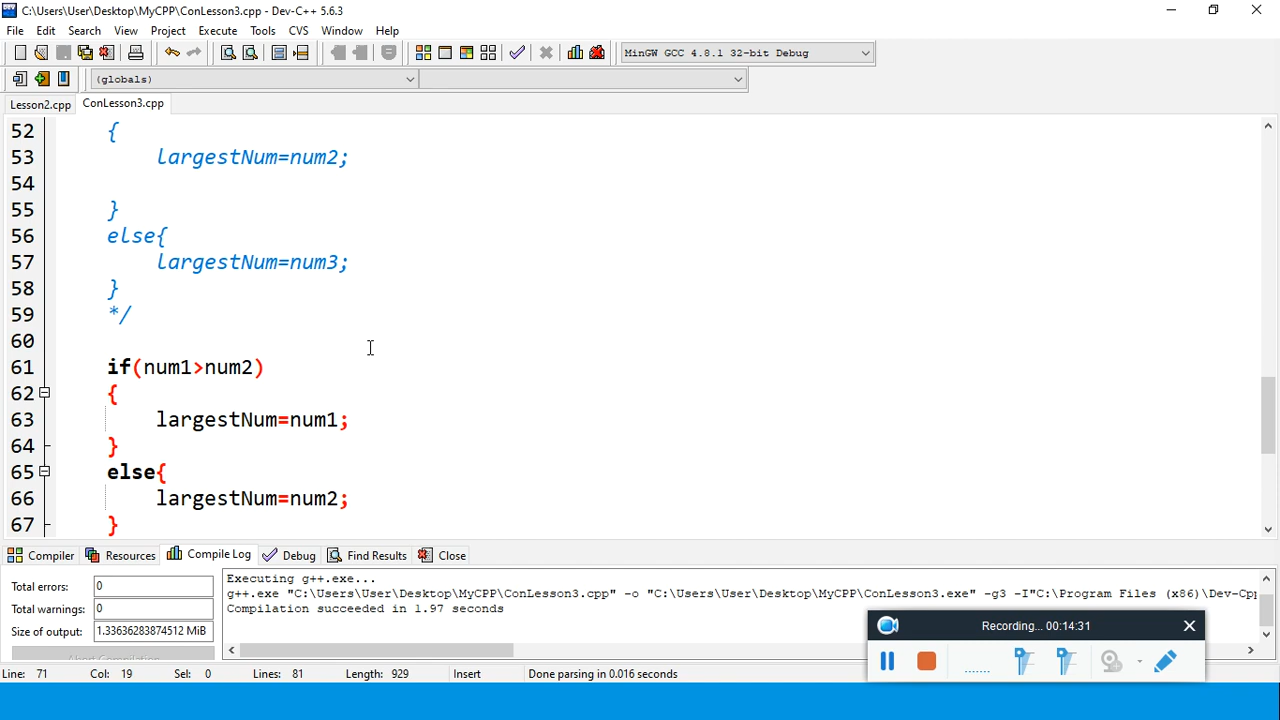 C:\Users\User\Desktop\MyCPP\ConLesson3.cpp - Dev-C++ 5.6.3
File Edit Search View Project Execute Tools CVS Window Help
MinGW GCC 4.8.1 32-bit Debug
(globals)
Lesson2.cpp ConLesson3.cpp
52 {
53 largestNum=num2;
54
55 }
56 else{
57 largestNum=num3;
58 }
59 */
60
61 if(num1>num2)
62 {
63 largestNum=num1;
64 }
65 else{
66 largestNum=num2;
67 }
Compiler Resources Compile Log Debug Find Results Close
Total errors: 0
Total warnings: 0
Size of output: 1.33636283874512 MiB
Abort Compilation
Executing g++.exe...
g++.exe "C:\Users\User\Desktop\MyCPP\ConLesson3.cpp" -o "C:\Users\User\Desktop\MyCPP\ConLesson3.exe" -g3 -I"C:\Program Files (x86)\Dev-Cpp
Compilation succeeded in 1.97 seconds
Recording... 00:14:31
Line: 71 Col: 19 Sel: 0 Lines: 81 Length: 929 Insert Done parsing in 0.016 seconds